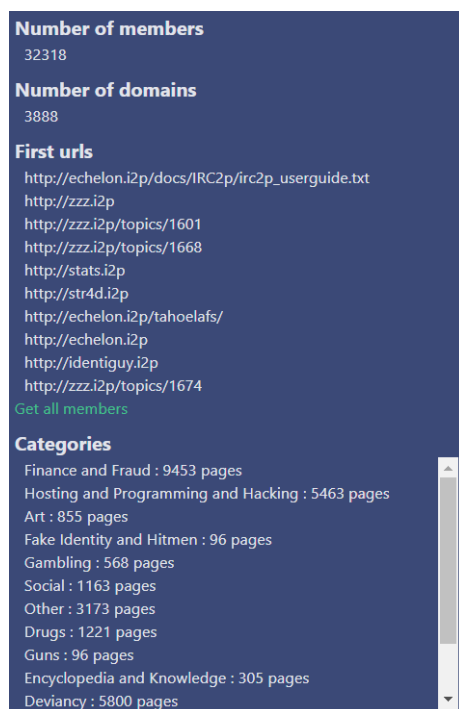 Number of members
32318
Number of domains
3888
First urls
http://echelon.i2p/docs/IRC2p/irc2p_userguide.txt
http://zzz.i2p
http://zzz.i2p/topics/1601
http://zzz.i2p/topics/1668
http://stats.i2p
http://str4d.i2p
http://echelon.i2p/tahoelafs/
http://echelon.i2p
http://identiguy.i2p
http://zzz.i2p/topics/1674
Get all members
Categories
Finance and Fraud : 9453 pages
Hosting and Programming and Hacking : 5463 pages
Art : 855 pages
Fake Identity and Hitmen : 96 pages
Gambling : 568 pages
Social : 1163 pages
Other : 3173 pages
Drugs : 1221 pages
Guns : 96 pages
Encyclopedia and Knowledge : 305 pages
Deviancy : 5800 pages